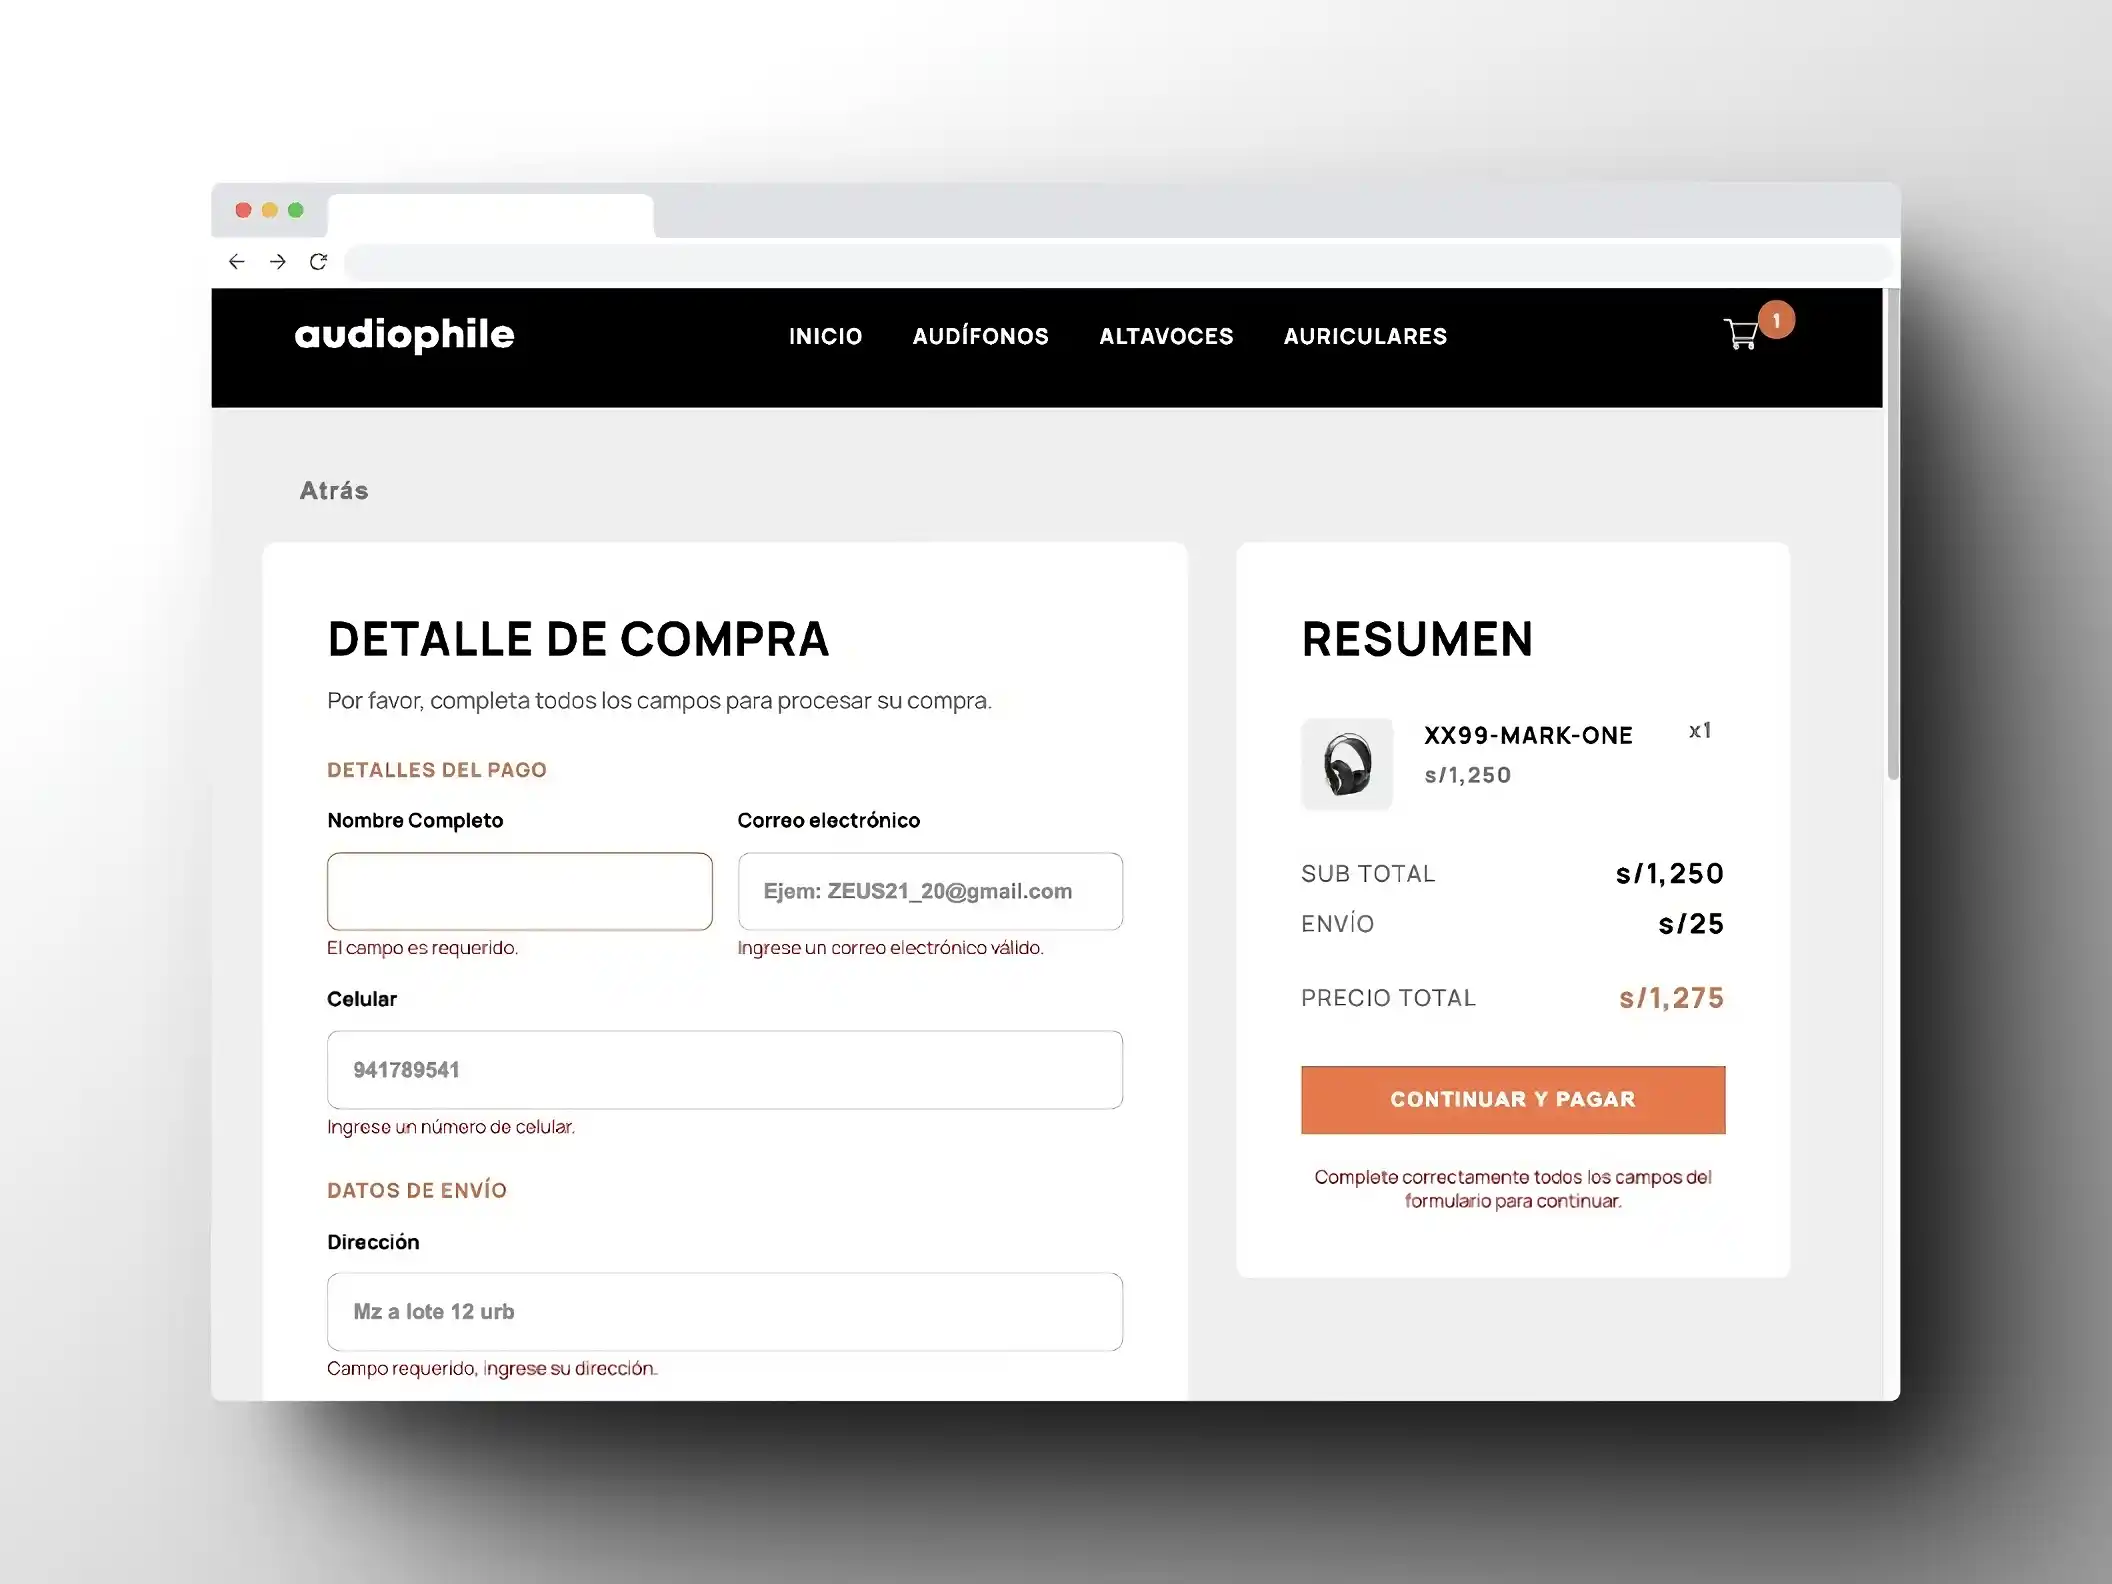 audiophile
INICIO
AUDÍFONOS
ALTAVOCES
AURICULARES
1
Atrás
DETALLE DE COMPRA
Por favor, completa todos los campos para procesar su compra.
DETALLES DEL PAGO
Nombre Completo
El campo es requerido.
Correo electrónico
Ejem: ZEUS21_20@gmail.com
Ingrese un correo electrónico válido.
Celular
941789541
Ingrese un número de celular.
DATOS DE ENVÍO
Dirección
Mz a lote 12 urb
Campo requerido, ingrese su dirección.
RESUMEN
XX99-MARK-ONE
x1
s/1,250
SUB TOTAL s/1,250
ENVÍO s/25
PRECIO TOTAL s/1,275
CONTINUAR Y PAGAR
Complete correctamente todos los campos del
formulario para continuar.